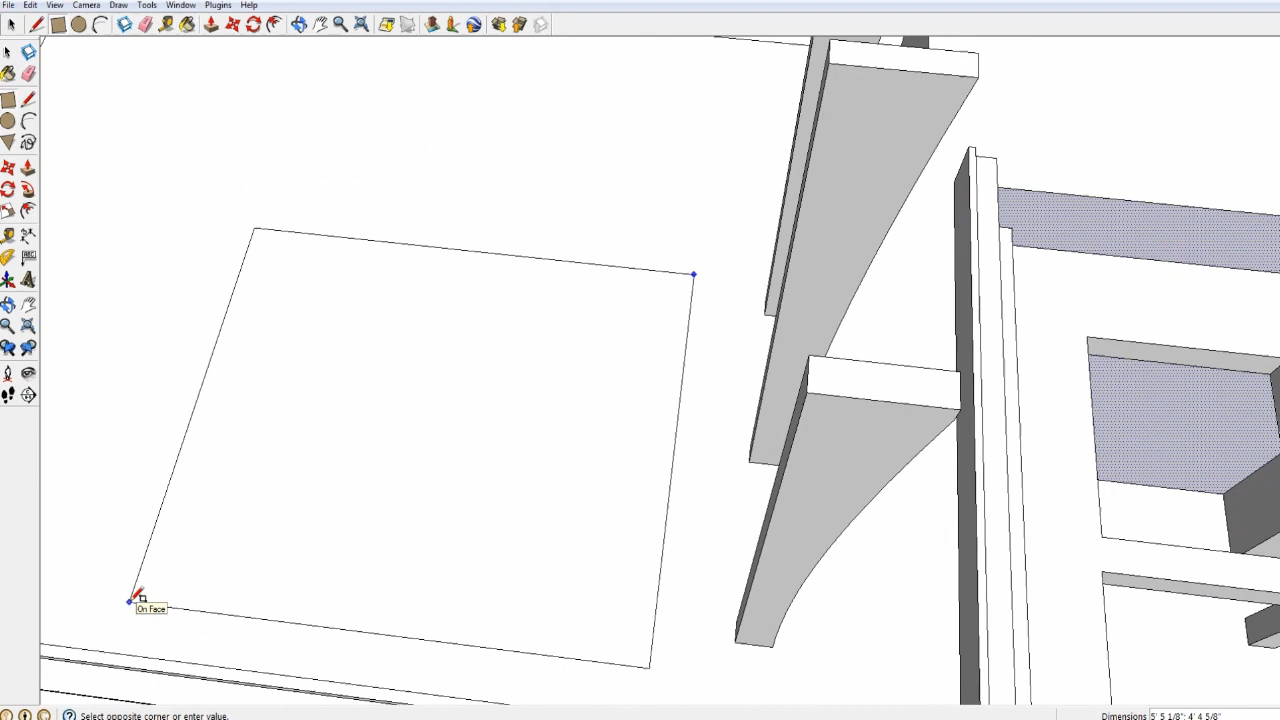 File Edit View Camera Draw Tools Window Plugins Help
ABC
On Face
Select opposite corner or enter value. Dimensions 5' 5 1/8"; 4' 4 5/8"